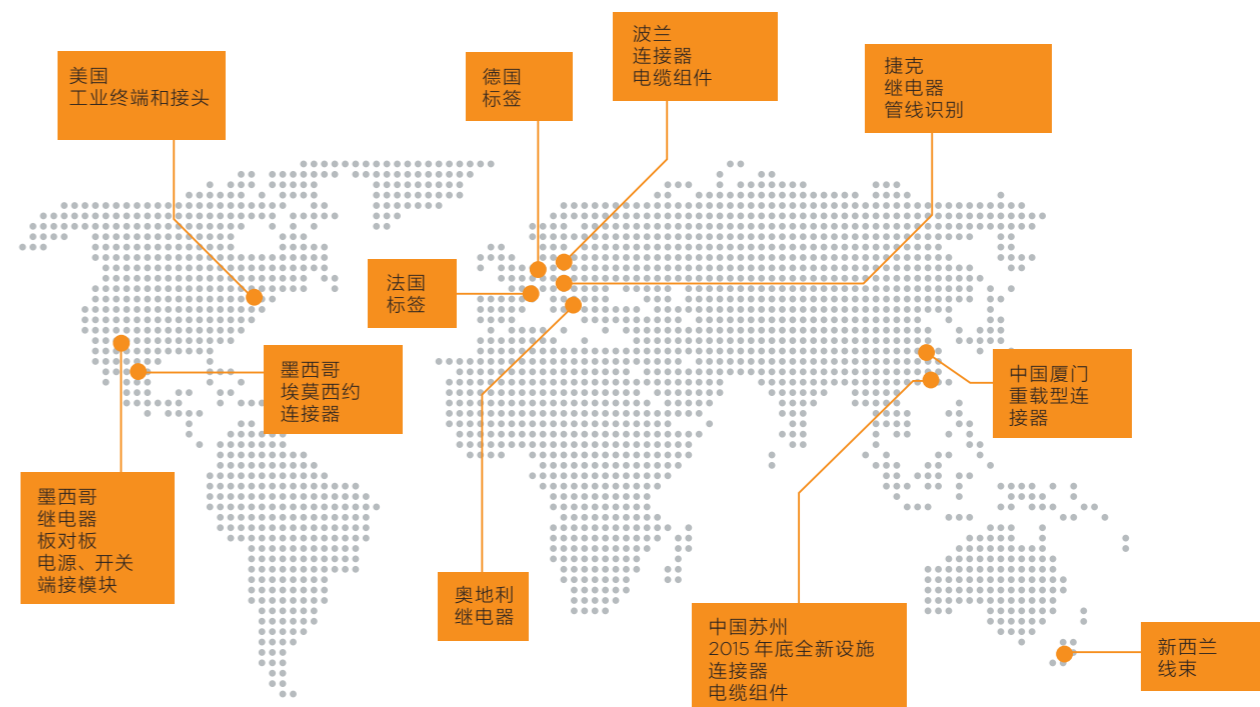 美国
工业终端和接头
德国
标签
波兰
连接器
电缆组件
捷克
继电器
管线识别
法国
标签
墨西哥
埃莫西约
连接器
中国厦门
重载型连
接器
墨西哥
继电器
板对板
电源、开关
端接模块
奥地利
继电器
中国苏州
2015 年底全新设施
连接器
电缆组件
新西兰
线束